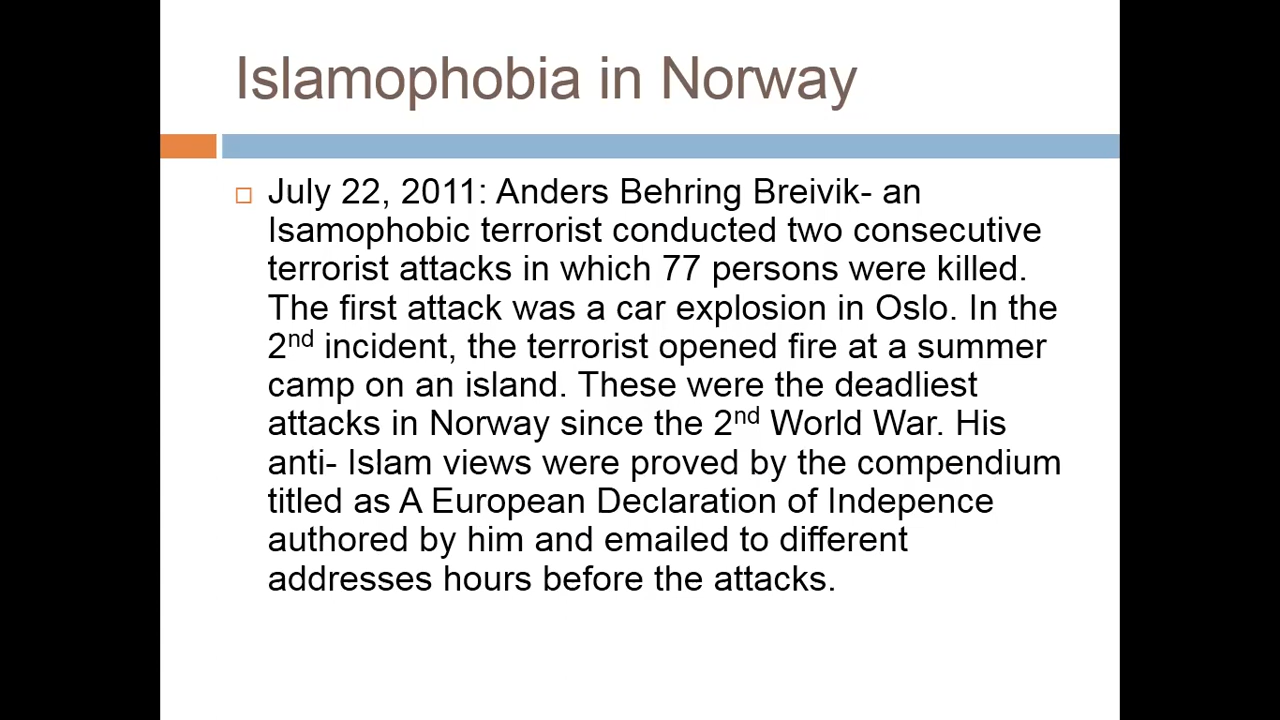 Islamophobia in Norway
July 22, 2011: Anders Behring Breivik- an
Isamophobic terrorist conducted two consecutive
terrorist attacks in which 77 persons were killed.
The first attack was a car explosion in Oslo. In the
2nd incident, the terrorist opened fire at a summer
camp on an island. These were the deadliest
attacks in Norway since the 2nd World War. His
anti- Islam views were proved by the compendium
titled as A European Declaration of Indepence
authored by him and emailed to different
addresses hours before the attacks.